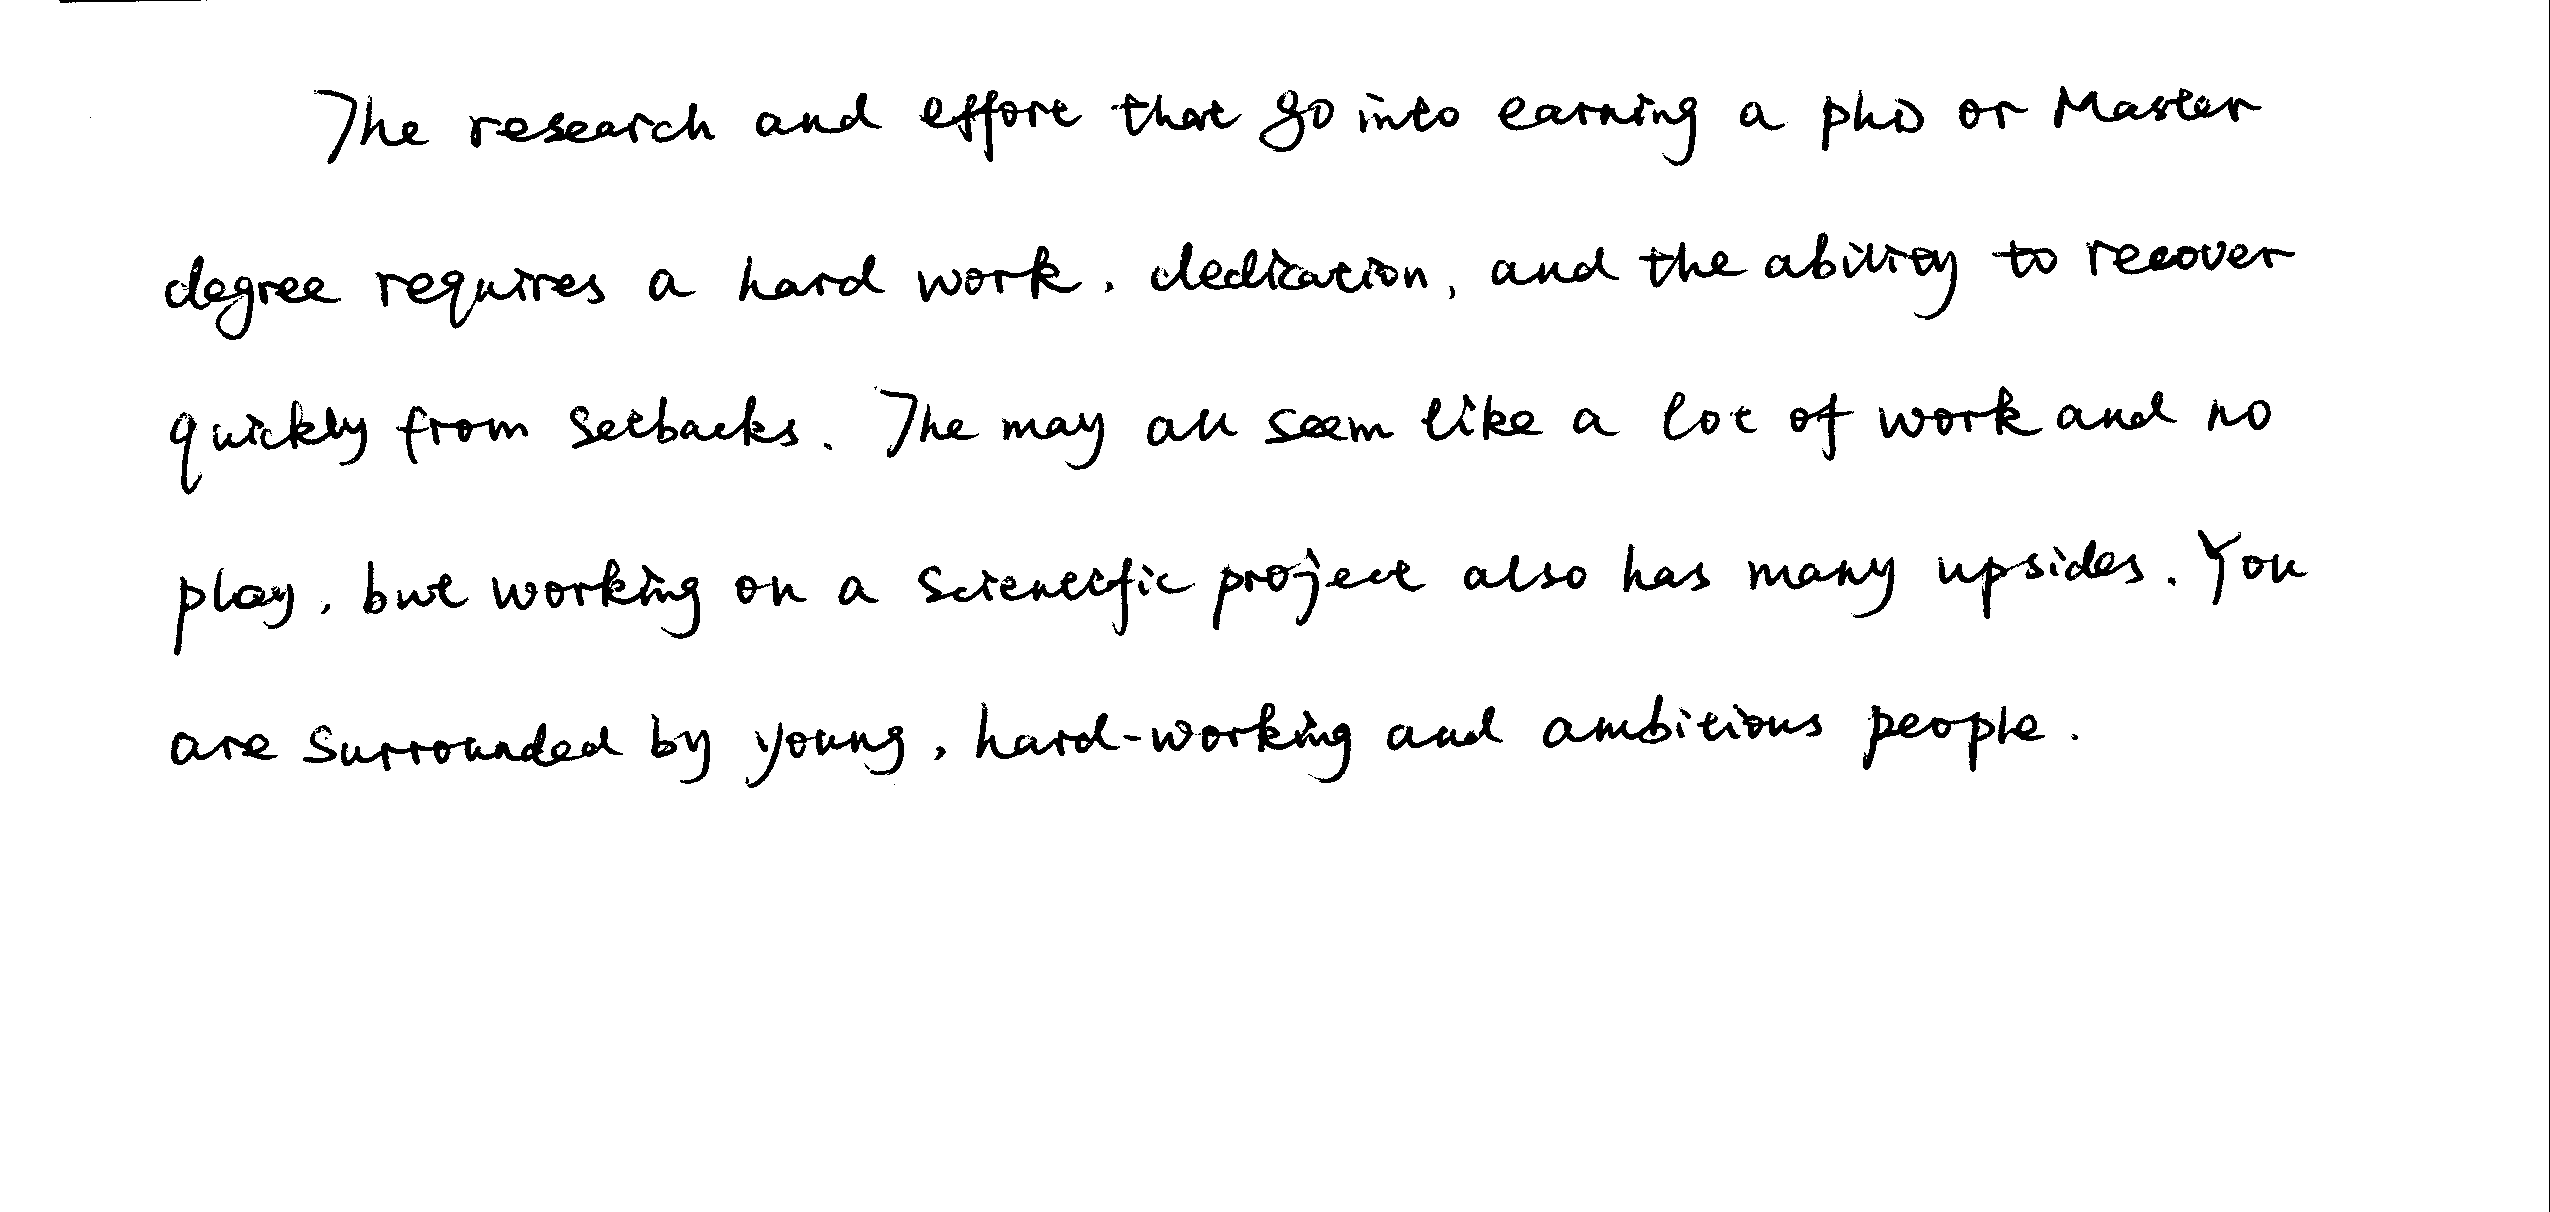 The research and effort that go into earning a phD or Master
degree requires a hard work, dedication, and the ability to recover
quickly from setbacks. The may all seem like a lot of work and no
play, but working on a scientific project also has many upsides. You
are surrounded by young, hard-working and ambitious people.